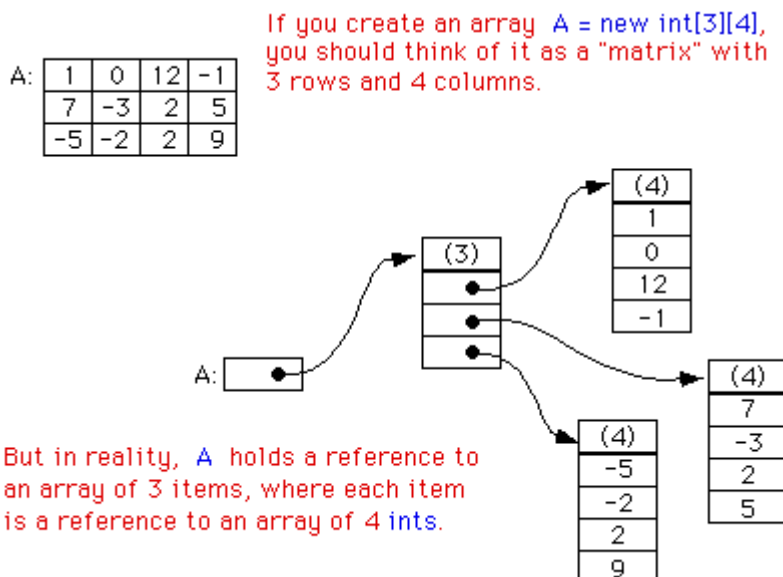 If you create an array A = new int[3][4],
you should think of it as a "matrix" with
3 rows and 4 columns.
A:
1 0 12 -1
7 -3 2 5
-5 -2 2 9
(4)
1
0
12
-1
(3)
A:
(4)
7
-3
2
5
(4)
-5
-2
2
9
But in reality, A holds a reference to
an array of 3 items, where each item
is a reference to an array of 4 ints.